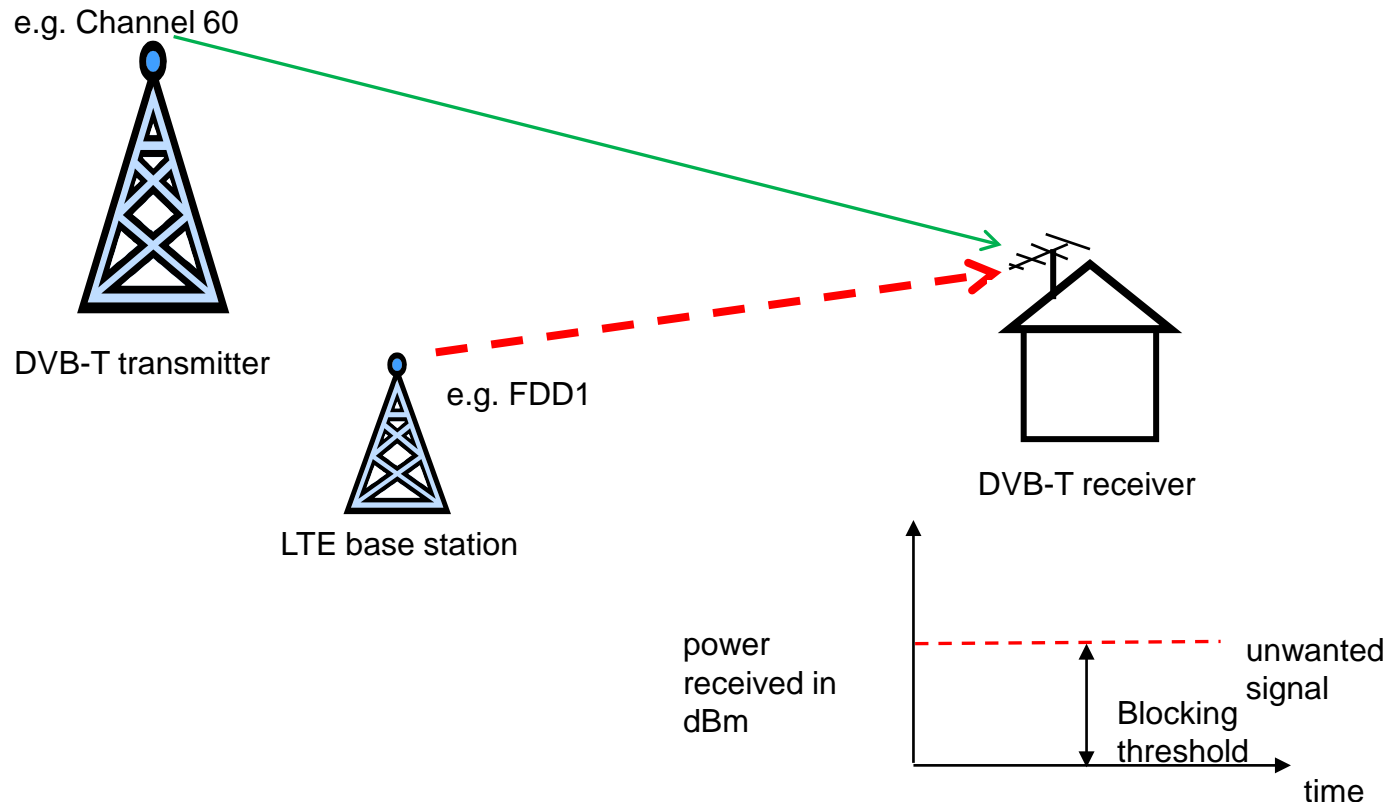 e.g. Channel 60
DVB-T transmitter
e.g. FDD1
LTE base station
DVB-T receiver
power
received in
dBm
unwanted
signal
Blocking
threshold
time